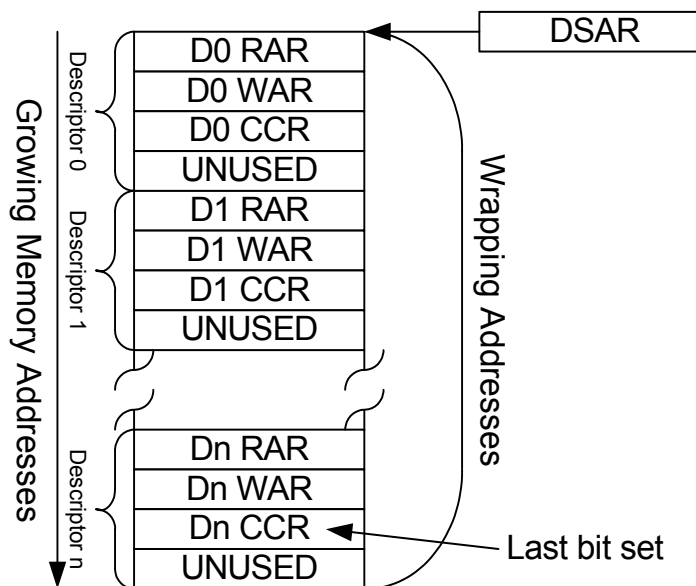 DSAR
D0 RAR
D0 WAR
D0 CCR
UNUSED
D1 RAR
D1 WAR
D1 CCR
UNUSED
Dn RAR
Dn WAR
Dn CCR
UNUSED
Growing Memory Addresses
Descriptor 0
Descriptor 1
Descriptor n
Wrapping Addresses
Last bit set